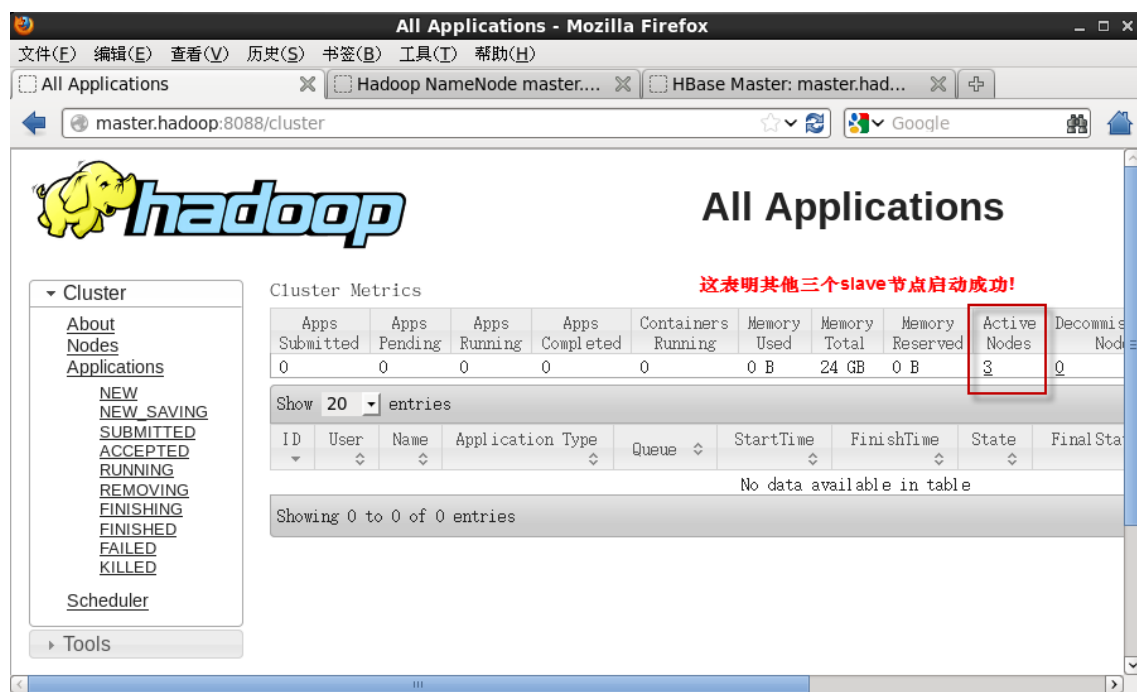 All Applications - Mozilla Firefox
文件(F) 编辑(E) 查看(V) 历史(S) 书签(B) 工具(T) 帮助(H)
All Applications
Hadoop NameNode master....
HBase Master: master.had...
master.hadoop:8088/cluster
Google
hadoop
All Applications
这表明其他三个slave节点启动成功!
Cluster
About
Nodes
Applications
NEW
NEW_SAVING
SUBMITTED
ACCEPTED
RUNNING
REMOVING
FINISHING
FINISHED
FAILED
KILLED
Scheduler
Tools
Cluster Metrics
Apps Submitted Apps Pending Apps Running Apps Completed Containers Running Memory Used Memory Total Memory Reserved Active Nodes Decommis Nod
0 0 0 0 0 0 B 24 GB 0 B 3 0
Show 20 entries
ID User Name Application Type Queue StartTime FinishTime State FinalSta
No data available in table
Showing 0 to 0 of 0 entries